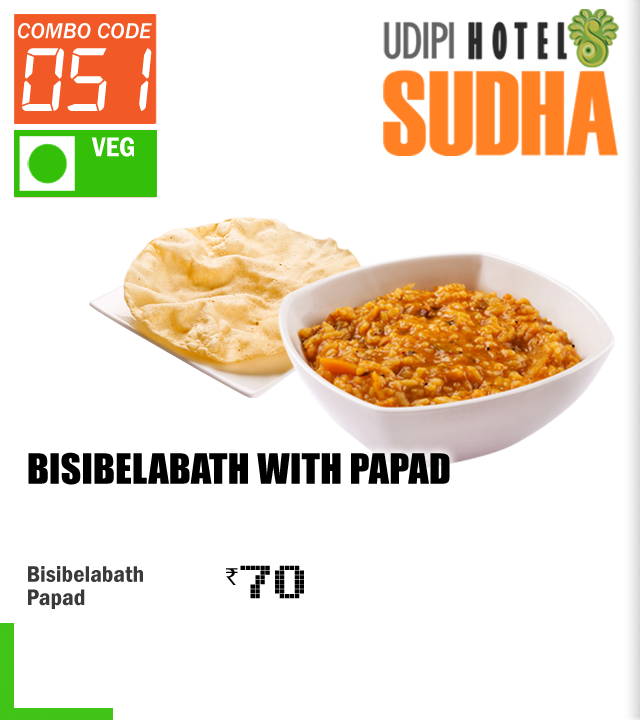 COMBO CODE
051
VEG
UDIPI HOTEL
SUDHA
BISIBELABATH WITH PAPAD
Bisibelabath
Papad
₹70